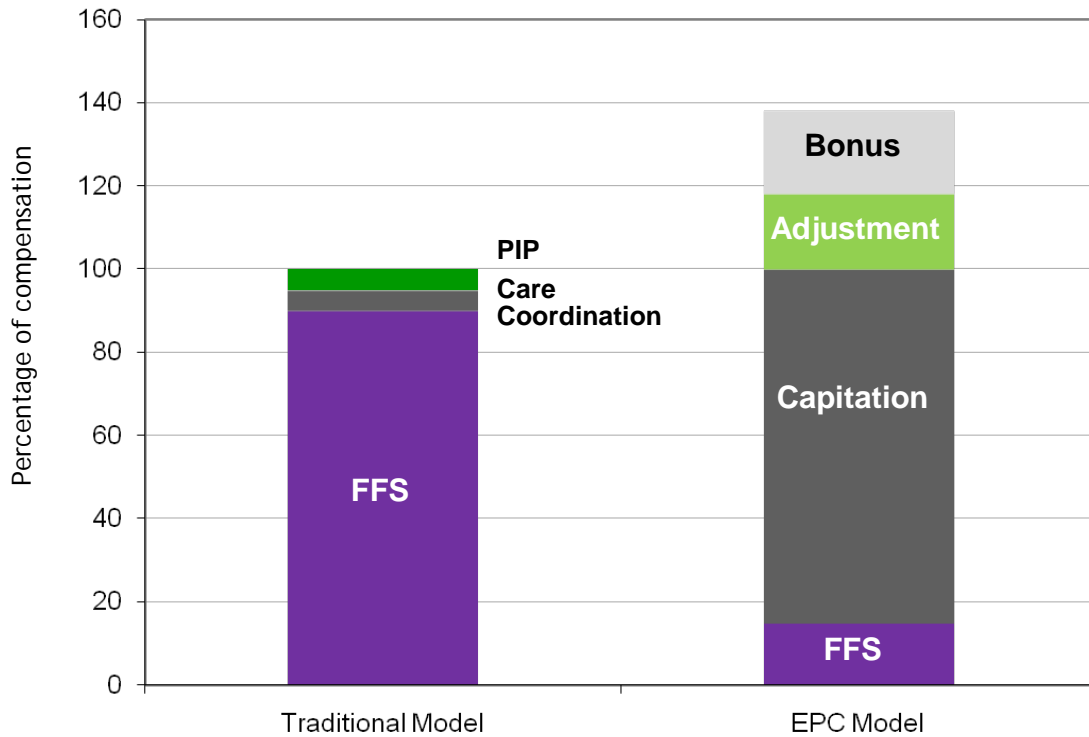 Percentage of compensation
160
140
120
100
80
60
40
20
0
PIP
Care
Coordination
FFS
Bonus
Adjustment
Capitation
FFS
Traditional Model
EPC Model